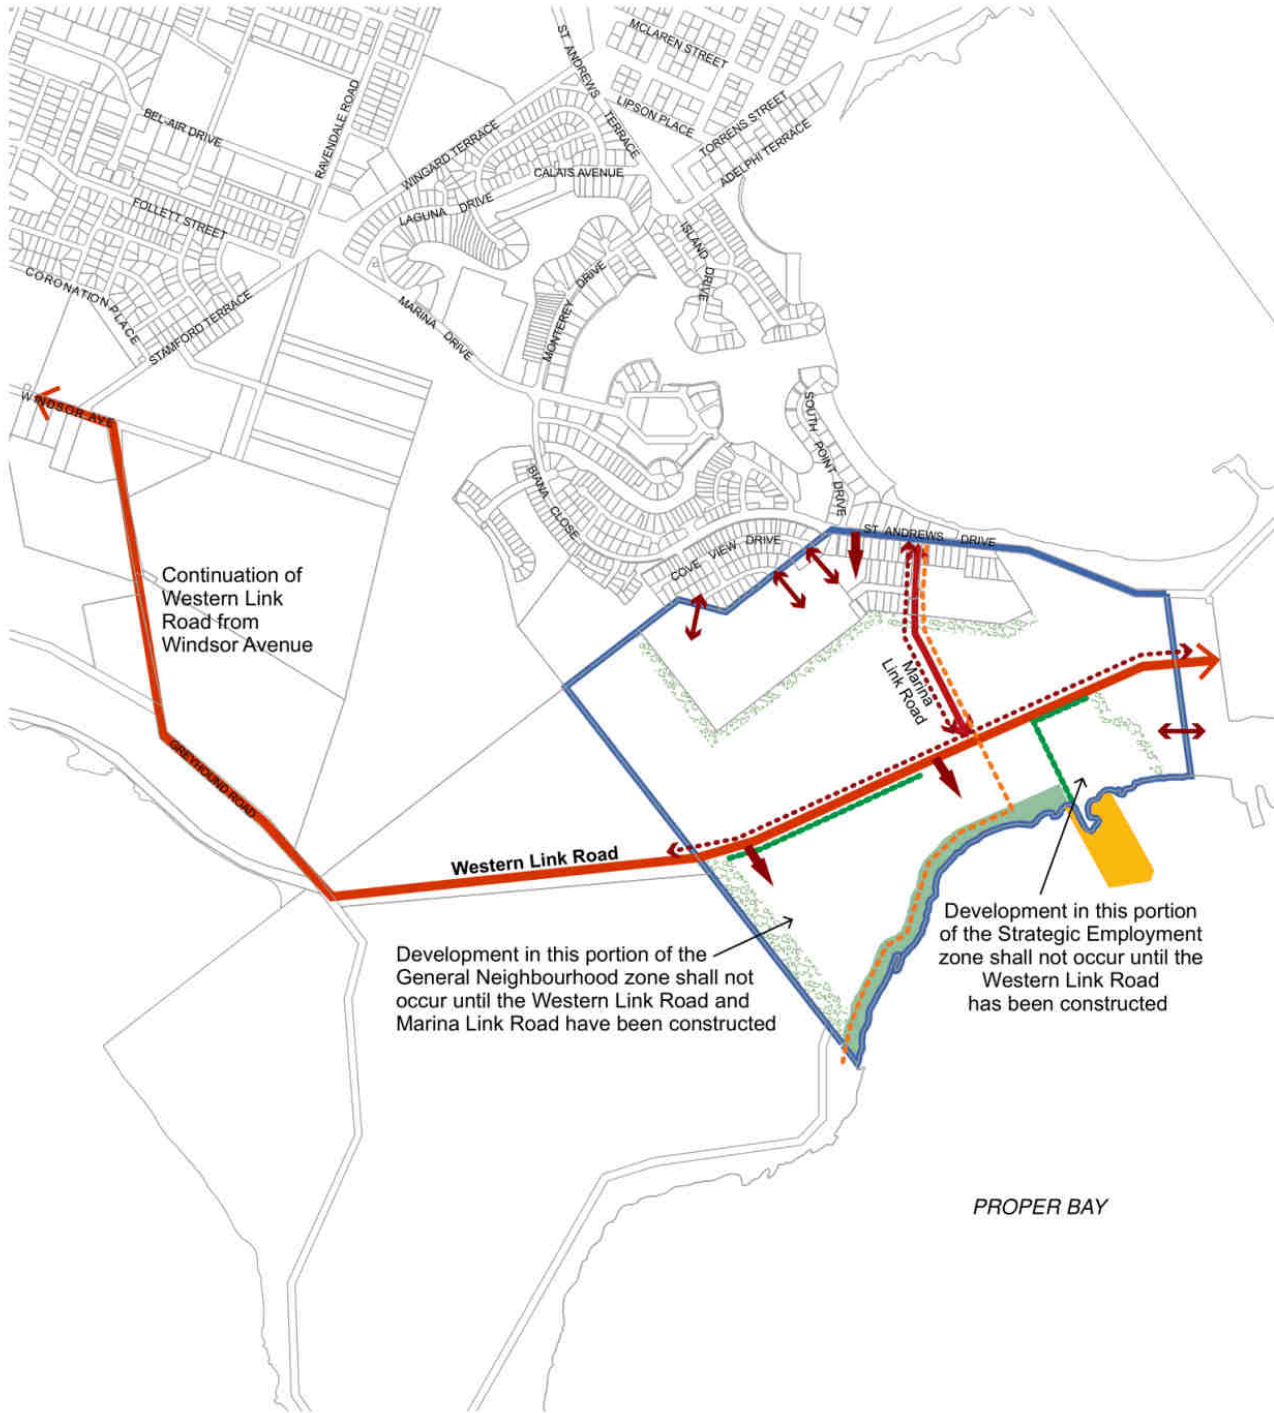 MCLAREN STREET
ST ANDREWS TERRACE
LIPSON PLACE
TORRENS STREET
ADELPHI TERRACE
BEL-AIR DRIVE
RAVENDALE ROAD
WINGARD TERRACE
CALAIS AVENUE
LAGUNA DRIVE
FOLLETT STREET
ISLAND DRIVE
CORONATION PLACE
STAMFORD TERRACE
MARINA DRIVE
MONTEREY DRIVE
WINDSOR AVE
SOUTH POINT DRIVE
BIANA CLOSE
COVE VIEW DRIVE
ST ANDREWS DRIVE
Continuation of
Western Link
Road from
Windsor Avenue
Marina
Link Road
GREYHOUND ROAD
Western Link Road
Development in this portion of the
General Neighbourhood zone shall not
occur until the Western Link Road and
Marina Link Road have been constructed
Development in this portion
of the Strategic Employment
zone shall not occur until the
Western Link Road
has been constructed
PROPER BAY